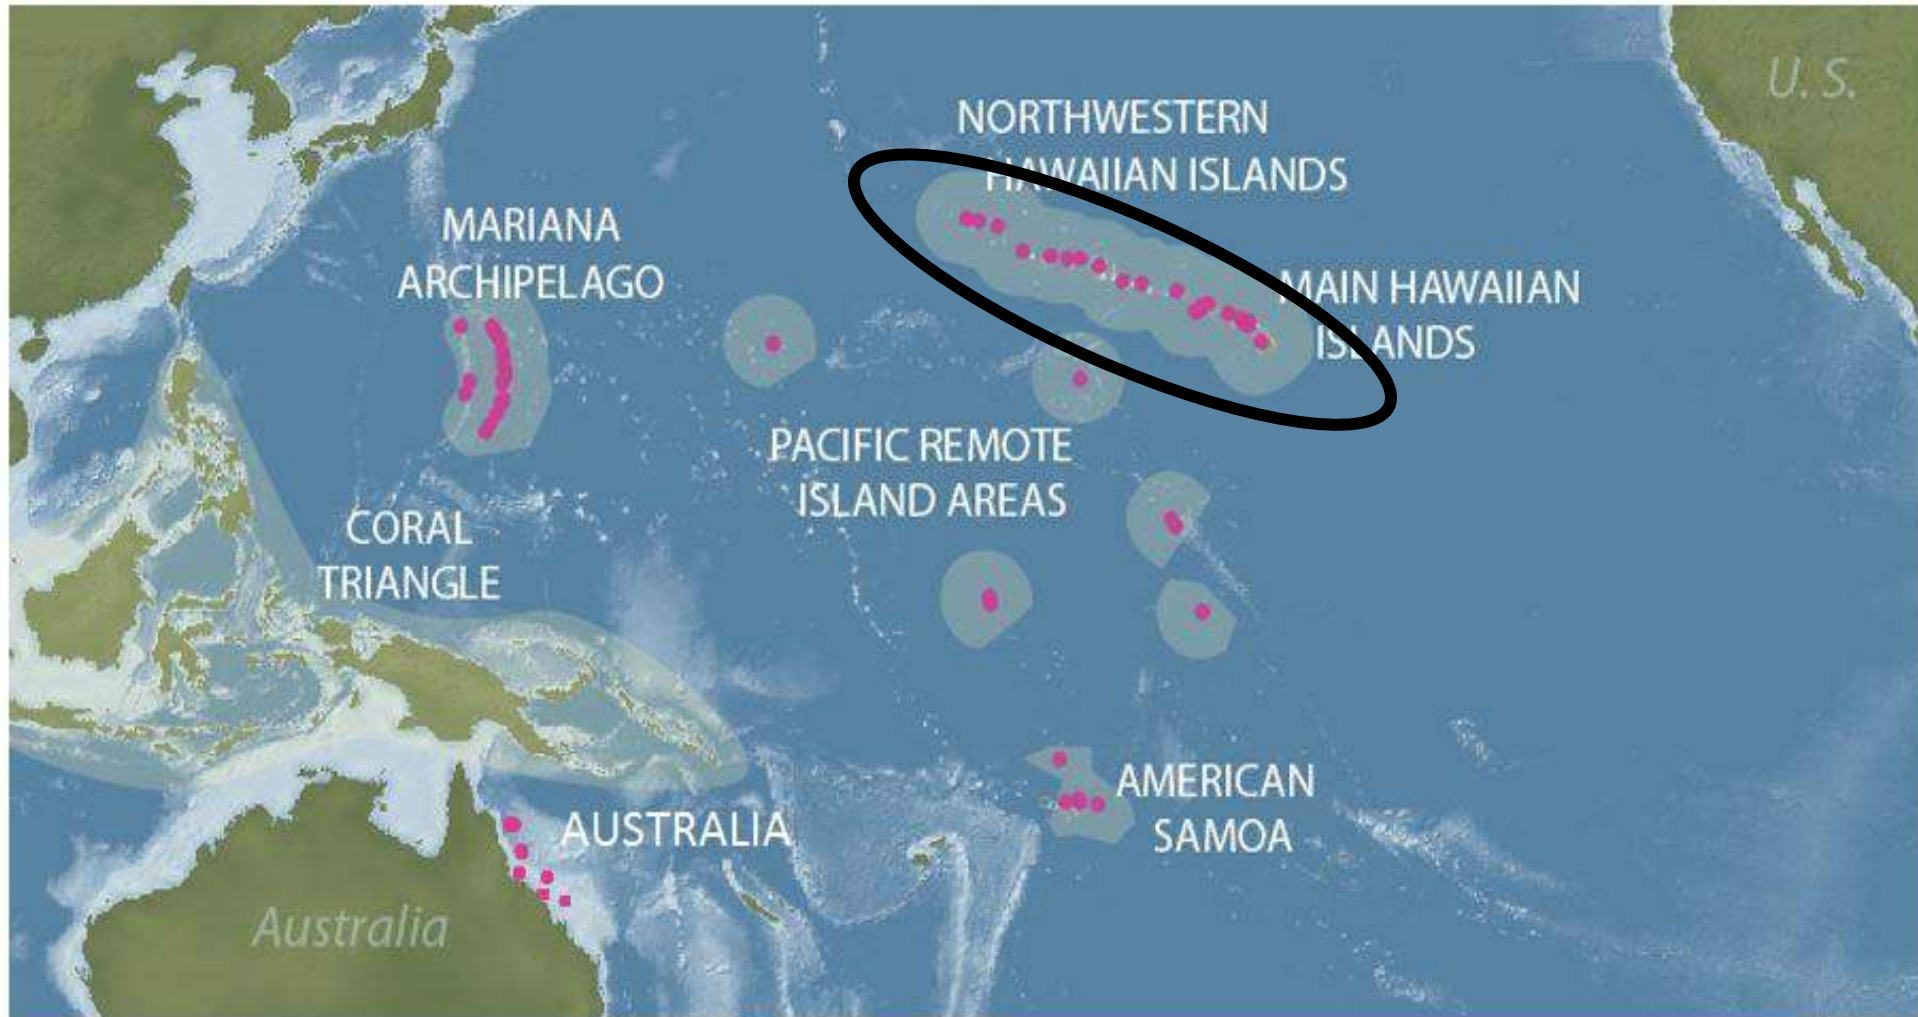 U. S.
NORTHWESTERN
HAWAIIAN ISLANDS
MARIANA
ARCHIPELAGO
MAIN HAWAIIAN
ISLANDS
PACIFIC REMOTE
ISLAND AREAS
CORAL
TRIANGLE
AMERICAN
SAMOA
AUSTRALIA
Australia